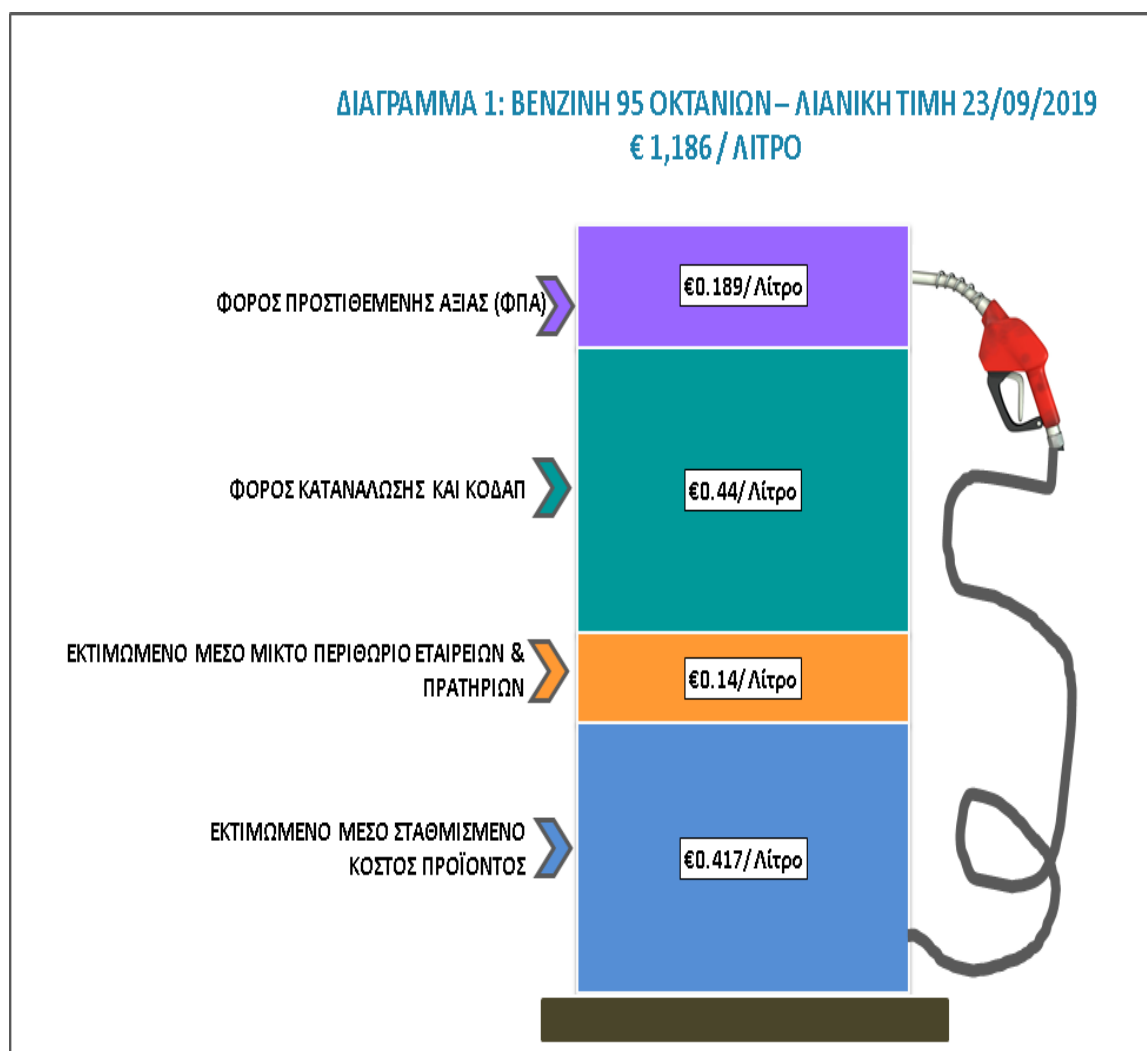 ΔΙΑΓΡΑΜΜΑ 1: ΒΕΝΖΙΝΗ 95 ΟΚΤΑΝΙΩΝ – ΛΙΑΝΙΚΗ ΤΙΜΗ 23/09/2019
€ 1,186 / ΛΙΤΡΟ
ΦΟΡΟΣ ΠΡΟΣΤΙΘΕΜΕΝΗΣ ΑΞΙΑΣ (ΦΠΑ)
€0.189/Λίτρο
ΦΟΡΟΣ ΚΑΤΑΝΑΛΩΣΗΣ ΚΑΙ ΚΟΔΑΠ
€0.44/Λίτρο
ΕΚΤΙΜΩΜΕΝΟ ΜΕΣΟ ΜΙΚΤΟ ΠΕΡΙΘΩΡΙΟ ΕΤΑΙΡΕΙΩΝ &
ΠΡΑΤΗΡΙΩΝ
€0.14/Λίτρο
ΕΚΤΙΜΩΜΕΝΟ ΜΕΣΟ ΣΤΑΘΜΙΣΜΕΝΟ
ΚΟΣΤΟΣ ΠΡΟΪΟΝΤΟΣ
€0.417/Λίτρο